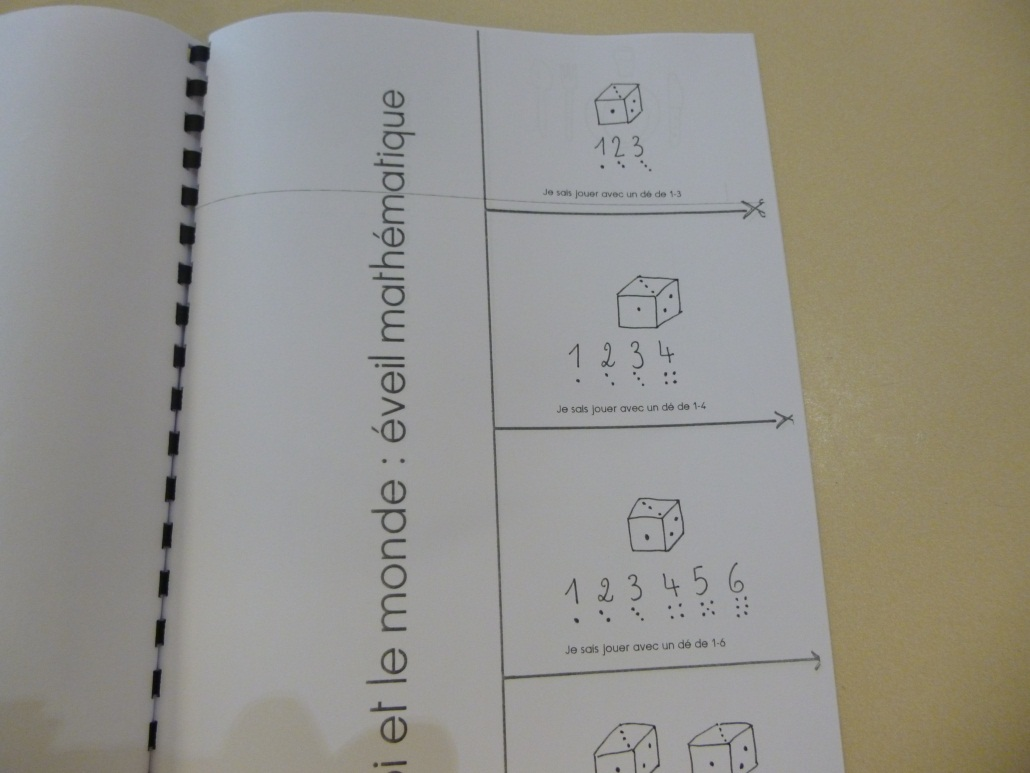 et le monde : éveil mathématique
1 2 3
Je sais jouer avec un dé de 1-3
1 2 3 4
Je sais jouer avec un dé de 1-4
1 2 3 4 5 6
Je sais jouer avec un dé de 1-6